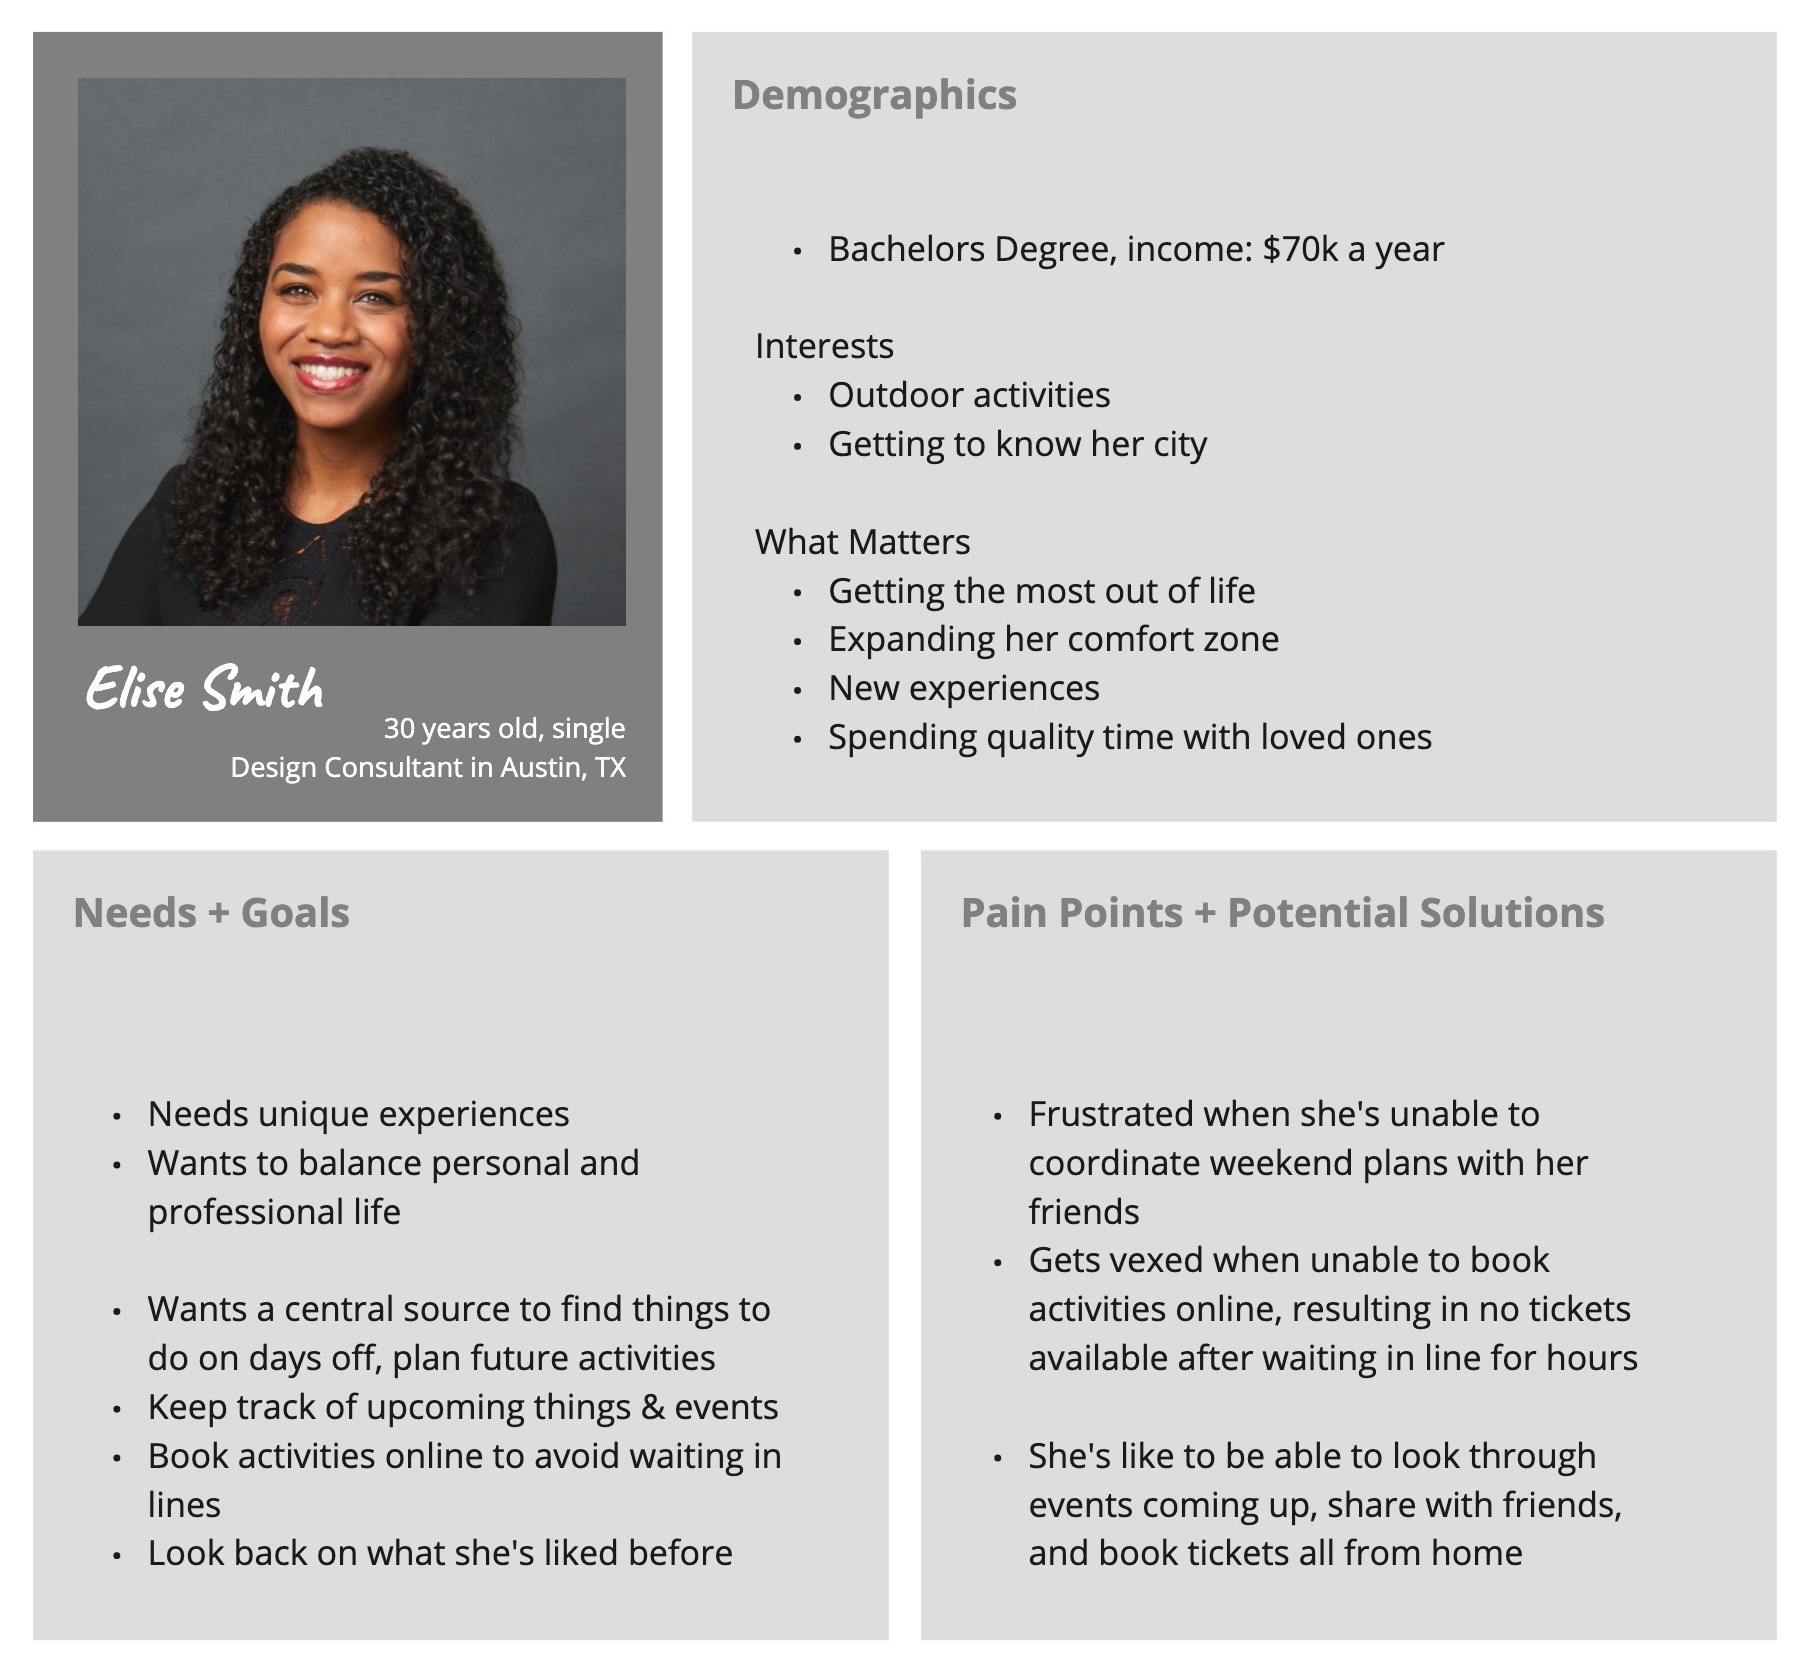 Elise Smith
30 years old, single
Design Consultant in Austin, TX
Demographics
• Bachelors Degree, income: $70k a year
Interests
• Outdoor activities
• Getting to know her city
What Matters
• Getting the most out of life
• Expanding her comfort zone
• New experiences
• Spending quality time with loved ones
Needs + Goals
• Needs unique experiences
• Wants to balance personal and
professional life
• Wants a central source to find things to
do on days off, plan future activities
• Keep track of upcoming things & events
• Book activities online to avoid waiting in
lines
• Look back on what she's liked before
Pain Points + Potential Solutions
• Frustrated when she's unable to
coordinate weekend plans with her
friends
• Gets vexed when unable to book
activities online, resulting in no tickets
available after waiting in line for hours
• She's like to be able to look through
events coming up, share with friends,
and book tickets all from home